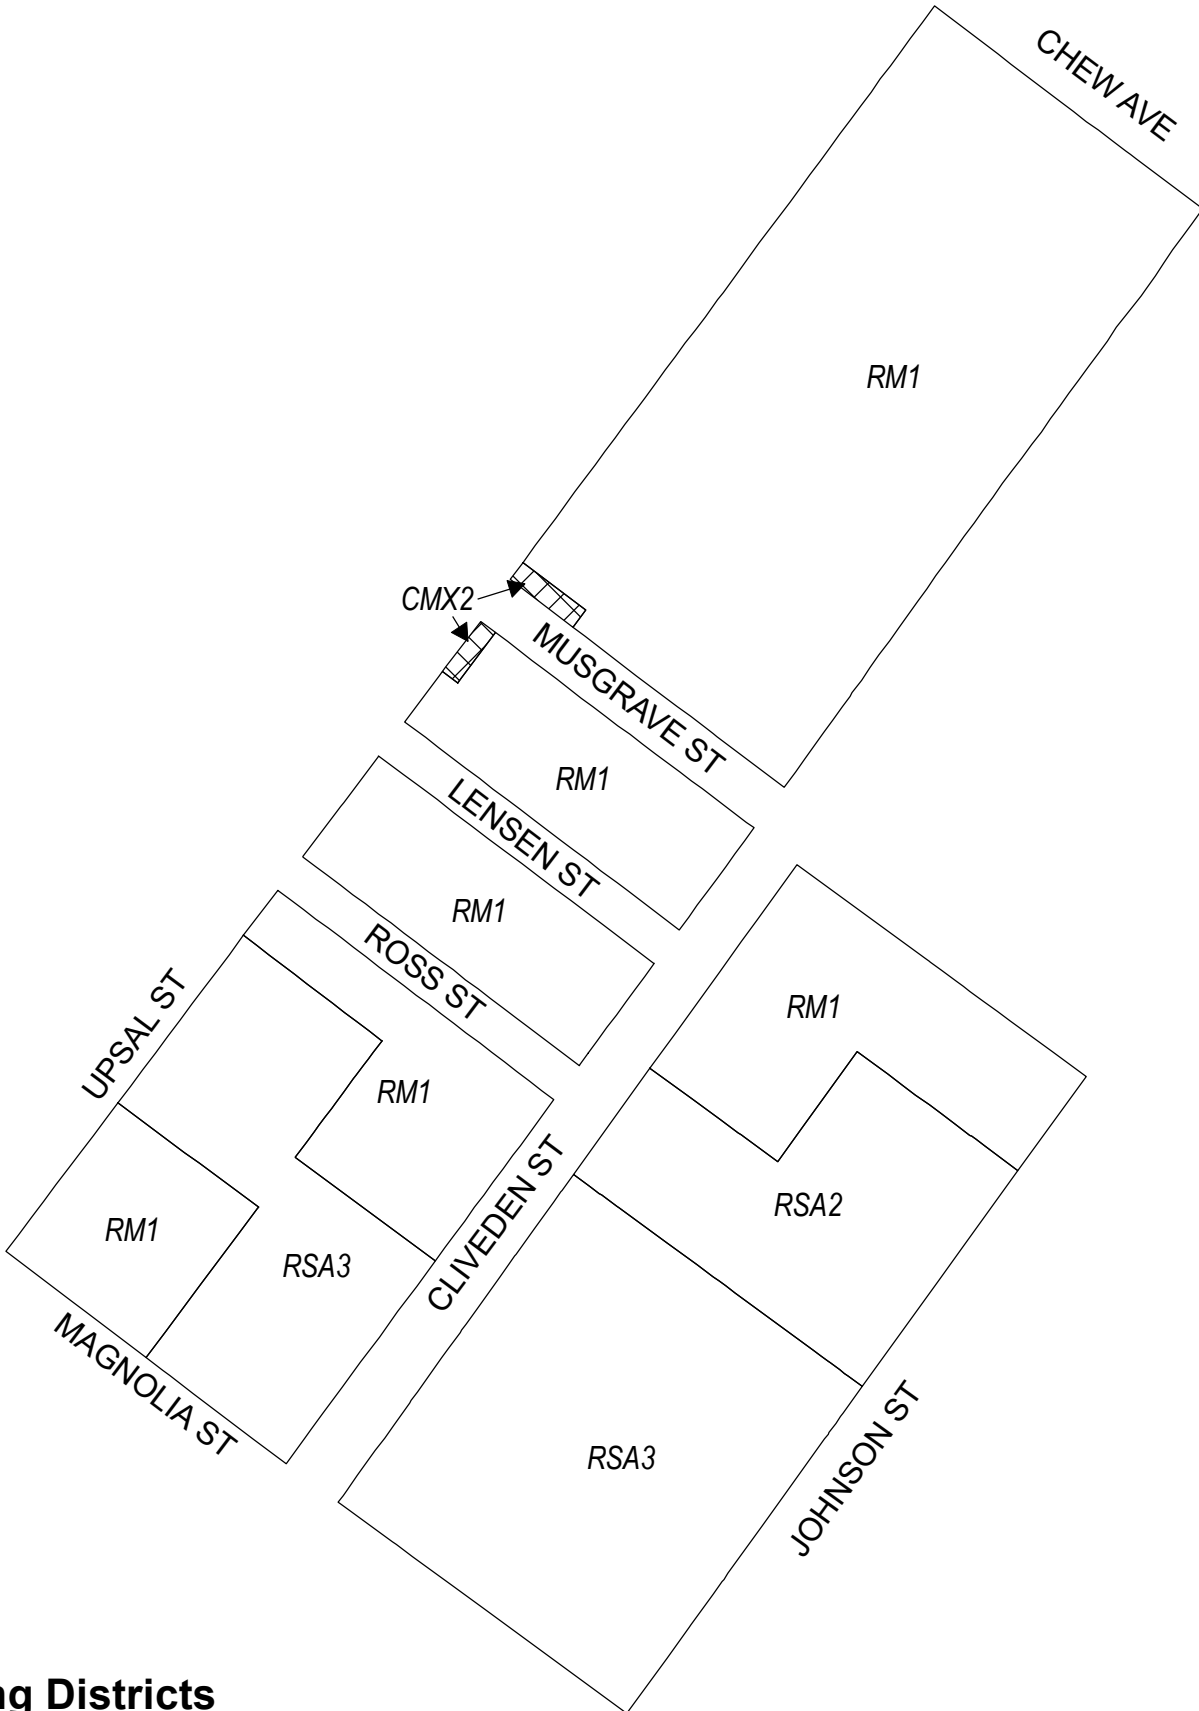 CHEW AVE
RM1
CMX2
MUSGRAVE ST
RM1
LENSEN ST
RM1
ROSS ST
UPSAL ST
RM1
RM1
CLIVEDEN ST
RSA2
RM1
RSA3
MAGNOLIA ST
RSA3
JOHNSON ST
Districts